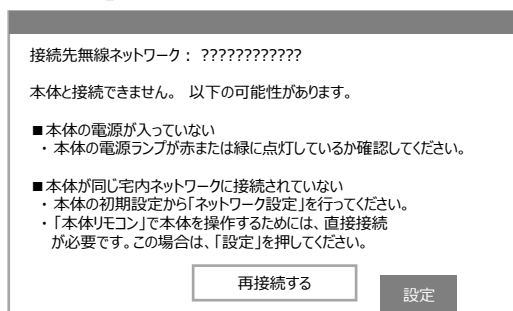 接続先無線ネットワーク： ????????????
本体と接続できません。 以下の可能性があります。
■本体の電源が入っていない
・本体の電源ランプが赤または緑に点灯しているか確認してください。
■本体が同じ宅内ネットワークに接続されていない
・本体の初期設定から「ネットワーク設定」を行ってください。
・「本体リモコン」で本体を操作するためには、直接接続
が必要です。この場合は、「設定」を押してください。
再接続する
設定